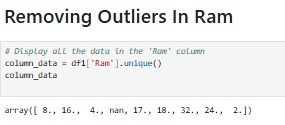 Removing Outliers In Ram
# Display all the data in the 'Ram' column
column_data = df1['Ram'].unique()
column_data
array([ 8., 16.,  4., nan, 17., 18., 32., 24.,  2.])